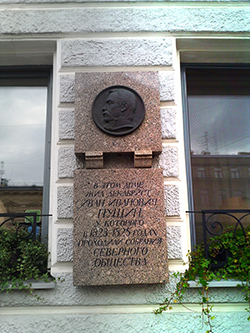 В ЭТОМ ДОМЕ
ЖИЛ ДЕКАБРИСТ
ИВАН ИВАНОВИЧ
ПУЩИН,
У КОТОРОГО
В 1823-1825 ГОДАХ
ПРОХОДИЛИ СОБРАНИЯ
СЕВЕРНОГО
ОБЩЕСТВА